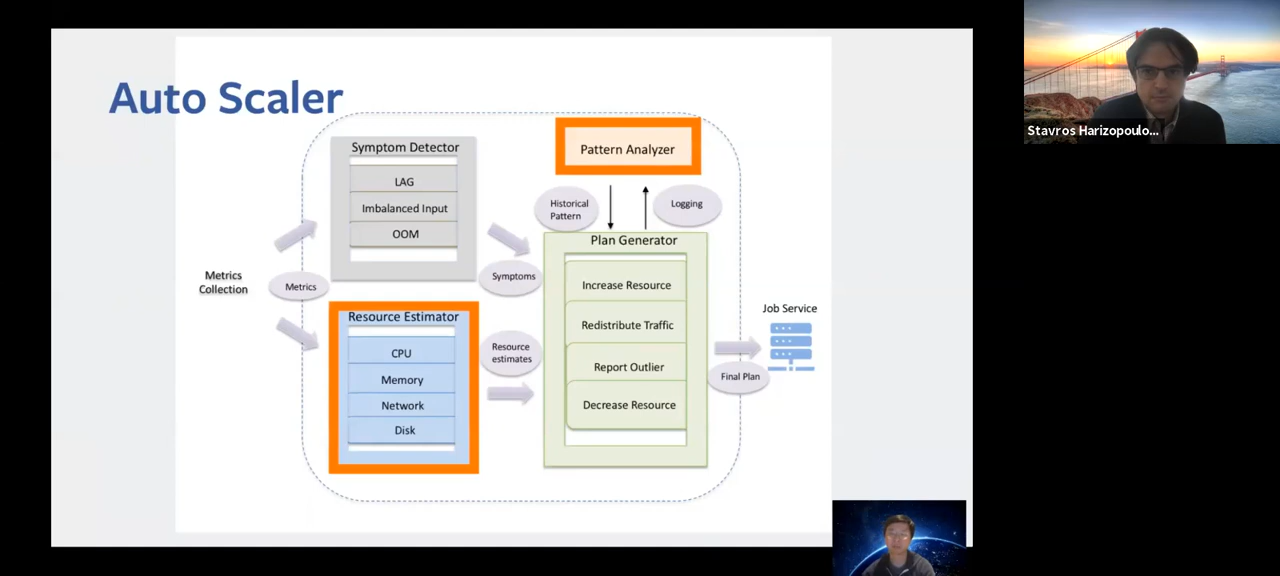 Auto Scaler
Stavros Harizopoulo...
Symptom Detector
LAG
Imbalanced Input
OOM
Pattern Analyzer
Historical
Pattern
Logging
Plan Generator
Increase Resource
Redistribute Traffic
Report Outlier
Decrease Resource
Metrics
Collection
Metrics
Symptoms
Resource Estimator
CPU
Memory
Network
Disk
Resource
estimates
Job Service
Final Plan